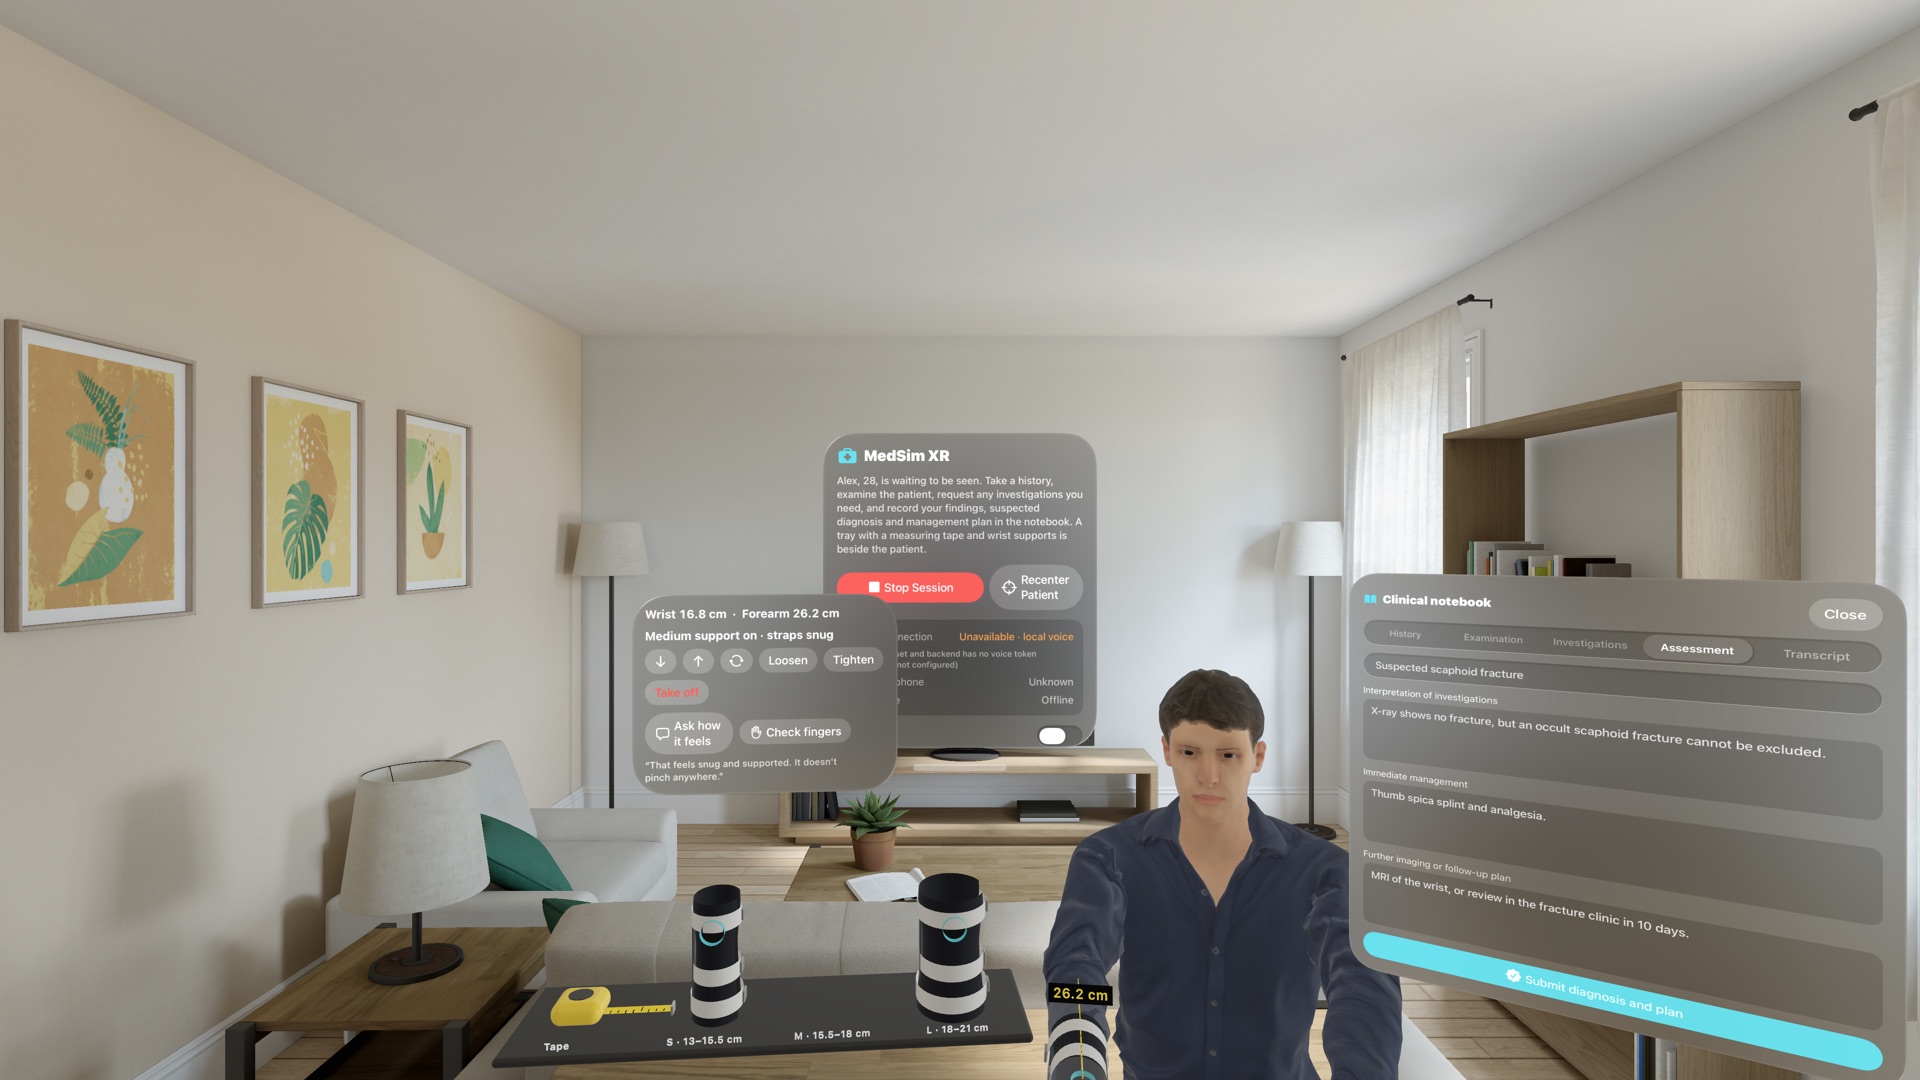 MedSim XR
Alex, 28, is waiting to be seen. Take a history,
examine the patient, request any investigations you
need, and record your findings, suspected
diagnosis and management plan in the notebook. A
tray with a measuring tape and wrist supports is
beside the patient.
Stop Session
Recenter
Patient
nection
Unavailable · local voice
set and backend has no voice token
not configured)
phone
Unknown
e
Offline
Wrist 16.8 cm · Forearm 26.2 cm
Medium support on · straps snug
Loosen
Tighten
Take off
Ask how
it feels
Check fingers
“That feels snug and supported. It doesn't
pinch anywhere.”
Clinical notebook
Close
History
Examination
Investigations
Assessment
Transcript
Suspected scaphoid fracture
Interpretation of investigations
X-ray shows no fracture, but an occult scaphoid fracture cannot be excluded.
Immediate management
Thumb spica splint and analgesia.
Further imaging or follow-up plan
MRI of the wrist, or review in the fracture clinic in 10 days.
Submit diagnosis and plan
26.2 cm
Tape
S · 13–15.5 cm
M · 15.5–18 cm
L · 18–21 cm